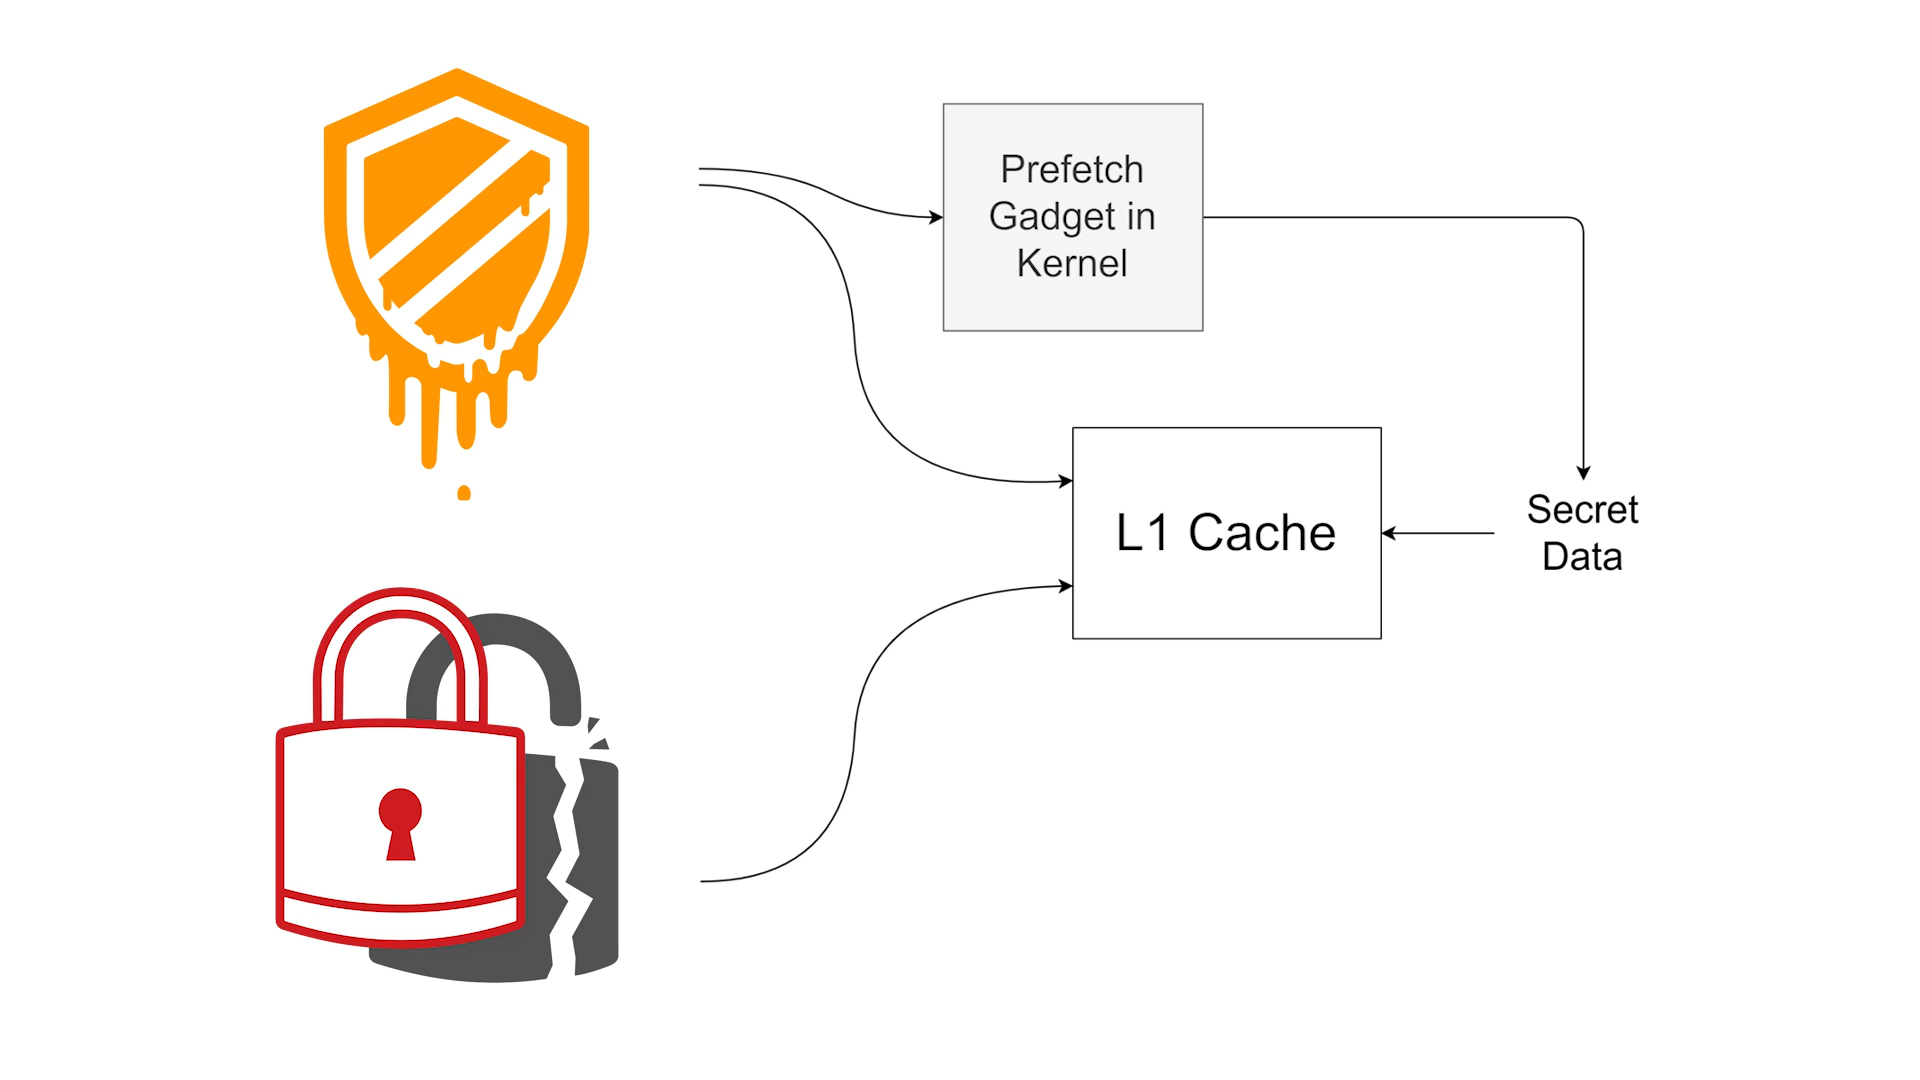 Prefetch
Gadget in
Kernel
L1 Cache
Secret
Data